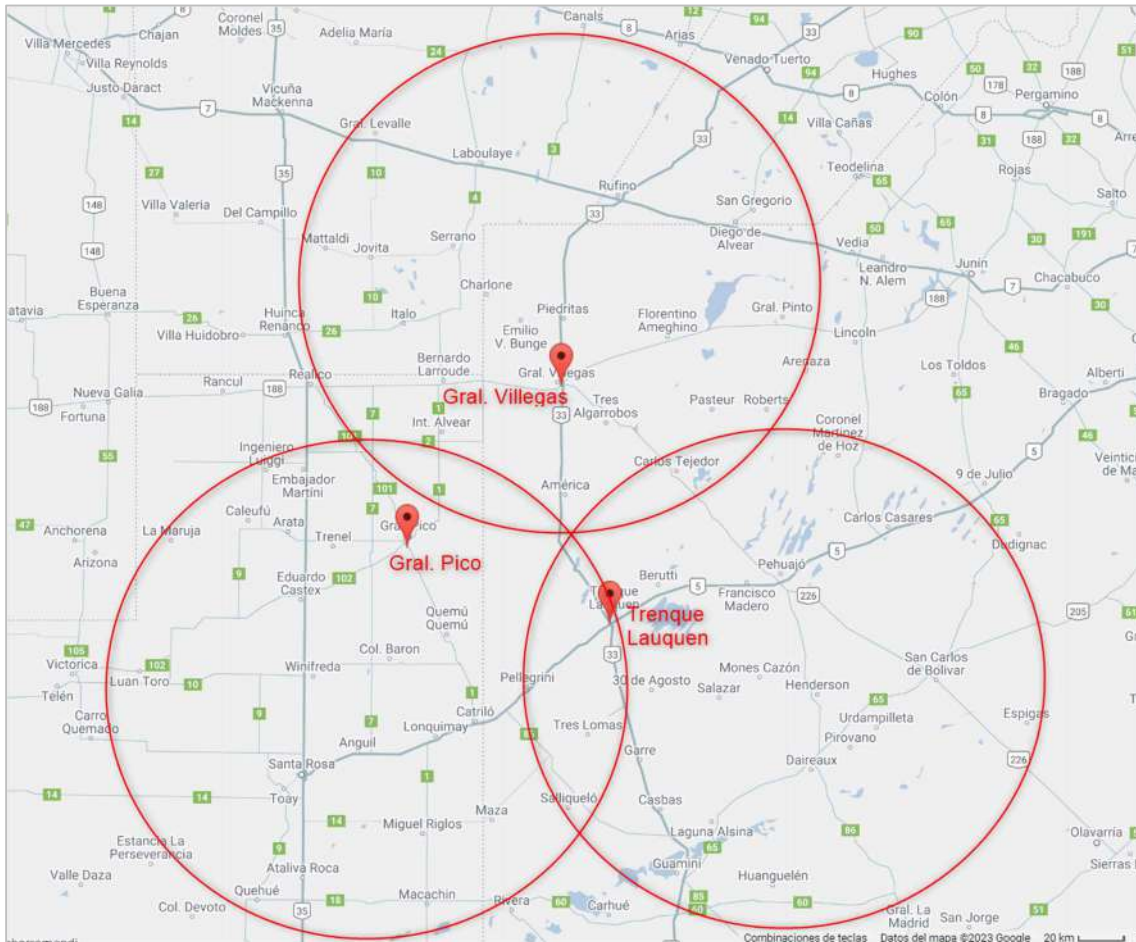 Canals
Chajan
Coronel
Moldes
Adelia María
Arias
Villa Mercedes
Villa Reynolds
Venado Tuerto
Hughes
Justo Daract
Vicuña
Mackenna
Colón
Pergamino
Gral. Levalle
Villa Cañas
Laboulaye
Teodelina
Rojas
Rufino
Salto
Villa Valeria
Del Campillo
San Gregorio
Mattaldi
Serrano
Diego de
Alvear
Vedia
Jovita
Leandro
N. Alem
Junín
Chacabuco
Charlone
Buena
Esperanza
Piedritas
Gral. Pinto
atavia
Huinca
Renancó
Italo
Emilio
V. Bunge
Florentino
Ameghino
Villa Huidobro
Lincoln
Bernardo
Larroude
Gral. Villegas
Arenaza
Los Toldos
Nueva Galia
Rancul
Realicó
Alberti
Gral. Villegas
Tres
Algarrobos
Pasteur
Roberts
Bragado
Fortuna
Int. Alvear
Coronel
Martínez
de Hoz
Ingeniero
Luiggi
Carlos Tejedor
9 de Julio
Embajador
Martini
América
Caleufú
Arata
Anchorena
La Maruja
Trenel
Carlos Casares
Dudignac
Arizona
Gral. Pico
Pehuajó
Eduardo
Castex
Berutti
Francisco
Madero
Quemú
Quemú
Trenque
Lauquen
Victorica
Winifreda
Col. Baron
Mones Cazón
San Carlos
de Bolivar
Telén
Luan Toro
Pellegrini
30 de Agosto
Salazar
Henderson
Carro
Quemado
Catriló
Lonquimay
Tres Lomas
Urdampilleta
Espigas
Anguil
Pirovano
Garre
Santa Rosa
Daireaux
Toay
Salliqueló
Casbas
Maza
Miguel Riglos
Laguna Alsina
Olavarría
Estancia La
Perseverancia
Guamini
Ataliva Roca
Valle Daza
Huanguelén
Quehué
Macachin
Col. Devoto
Rivera
Carhué
Gral. La
Madrid
San Jorge
Combinaciones de teclas Datos del mapa ©2023 Google 20 km